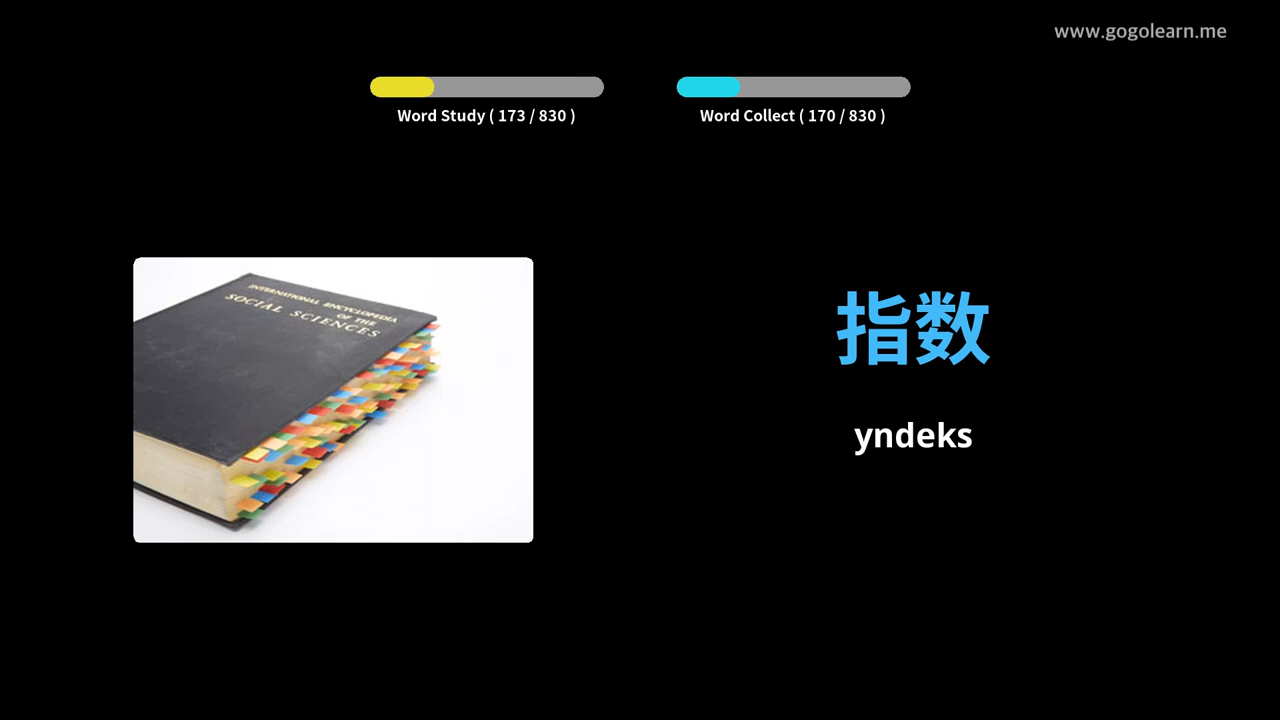 www.gogolearn.me
Word Study ( 173 / 830 )
Word Collect ( 170 / 830 )
INTERNATIONAL ENCYCLOPEDIA
OF THE
SOCIAL SCIENCES
指数
yndeks